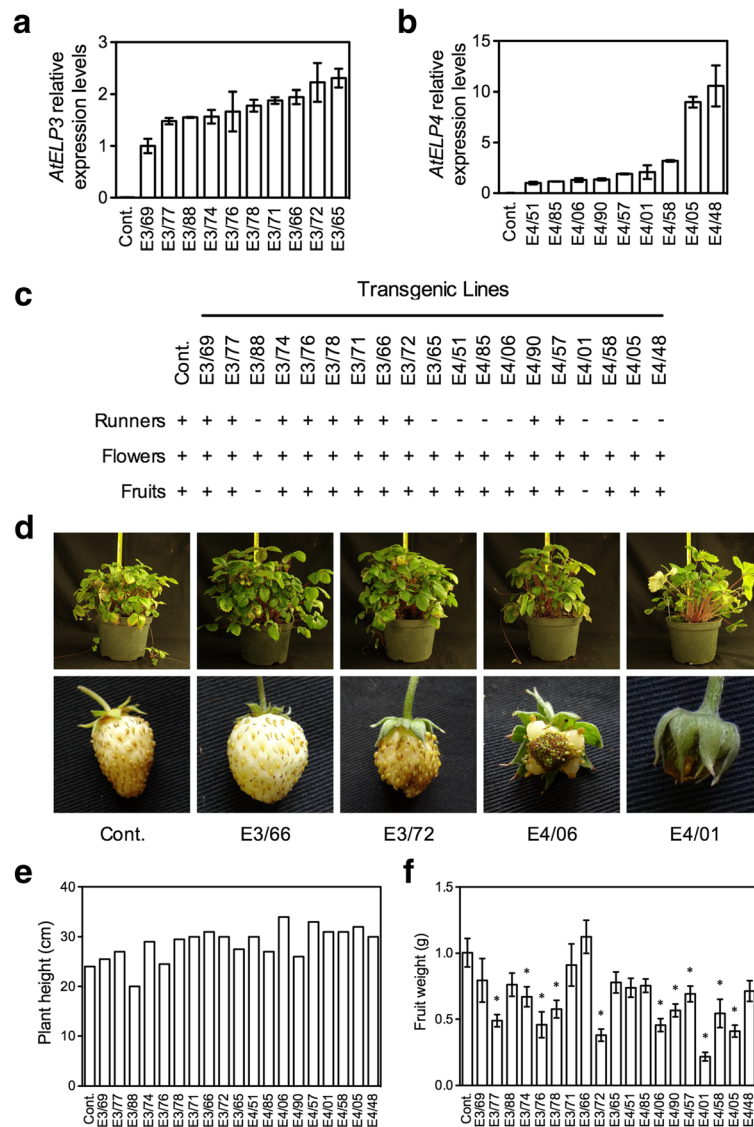 a
AtELP3 relative expression levels
3
2
1
0
Cont. E3/69 E3/77 E3/88 E3/74 E3/76 E3/78 E3/71 E3/66 E3/72 E3/65
b
AtELP4 relative expression levels
15
10
5
0
Cont. E4/51 E4/85 E4/06 E4/90 E4/57 E4/01 E4/58 E4/05 E4/48
c
Transgenic Lines
Cont. E3/69 E3/77 E3/88 E3/74 E3/76 E3/78 E3/71 E3/66 E3/72 E3/65 E4/51 E4/85 E4/06 E4/90 E4/57 E4/01 E4/58 E4/05 E4/48
Runners + + + - + + + + + + - - - - + + - - - -
Flowers + + + + + + + + + + + + + + + + + + + +
Fruits + + + - + + + + + + + + + + + + - + + +
d
Cont. E3/66 E3/72 E4/06 E4/01
e
Plant height (cm)
40
30
20
10
0
Cont. E3/69 E3/77 E3/88 E3/74 E3/76 E3/78 E3/71 E3/66 E3/72 E3/65 E4/51 E4/85 E4/06 E4/90 E4/57 E4/01 E4/58 E4/05 E4/48
f
Fruit weight (g)
1.5
1.0
0.5
0.0
* * * * * * * * * * *
Cont. E3/69 E3/77 E3/88 E3/74 E3/76 E3/78 E3/71 E3/66 E3/72 E3/65 E4/51 E4/85 E4/06 E4/90 E4/57 E4/01 E4/58 E4/05 E4/48